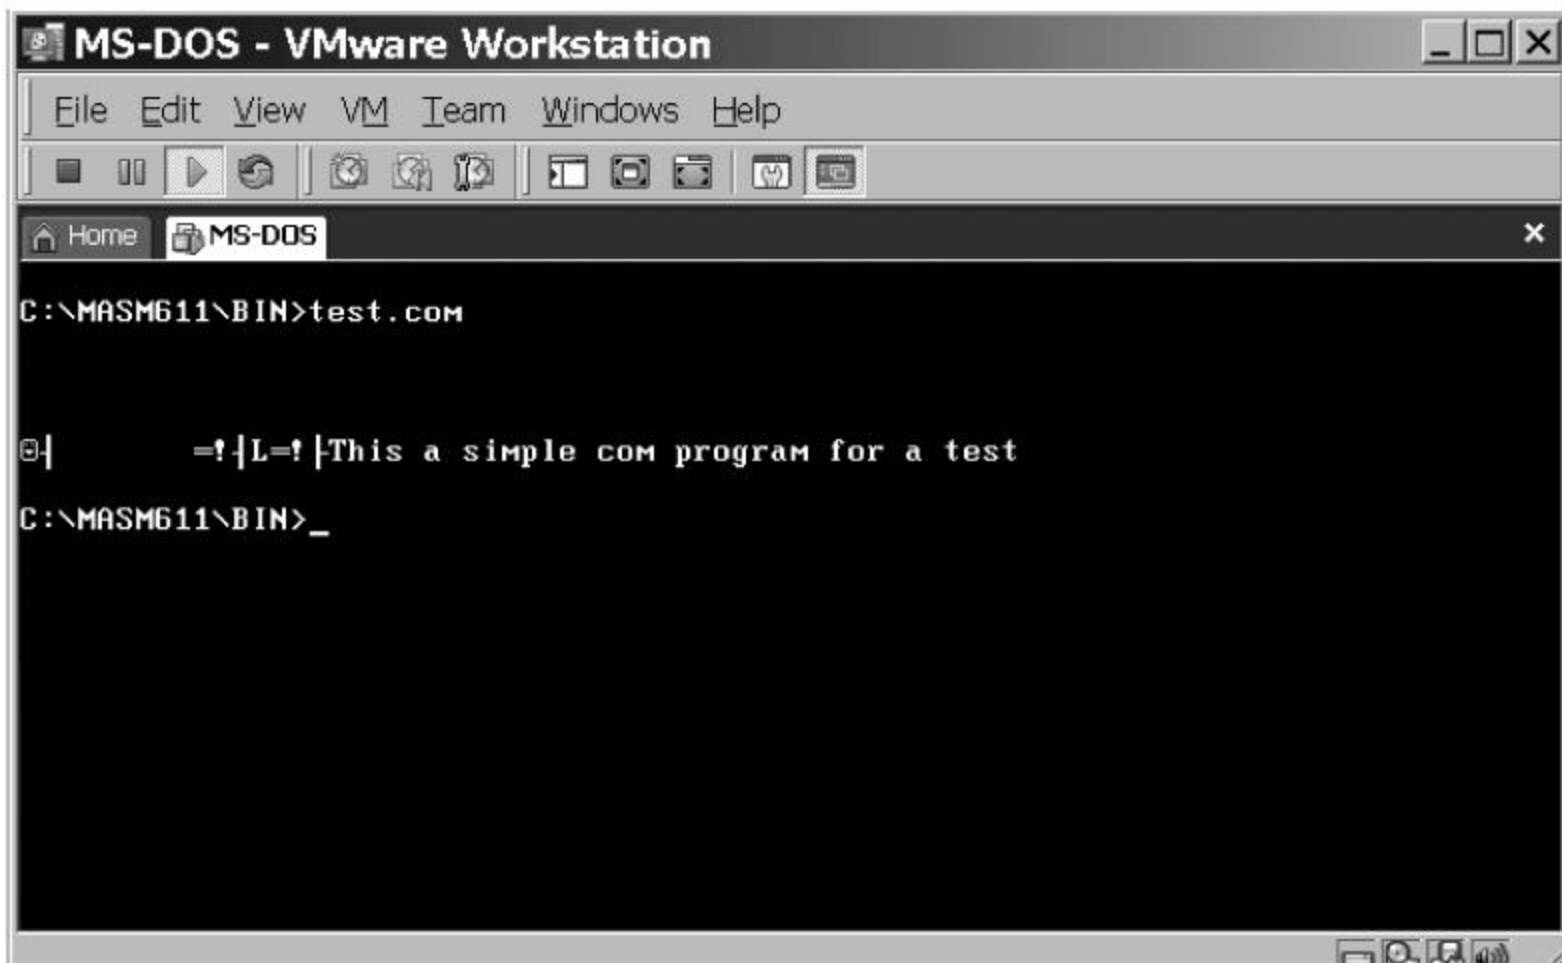 MS-DOS - VMware Workstation
File Edit View VM Team Windows Help
Home MS-DOS
C:\MASM611\BIN>test.com
=!┤L=!├This a simple com program for a test
C:\MASM611\BIN>_